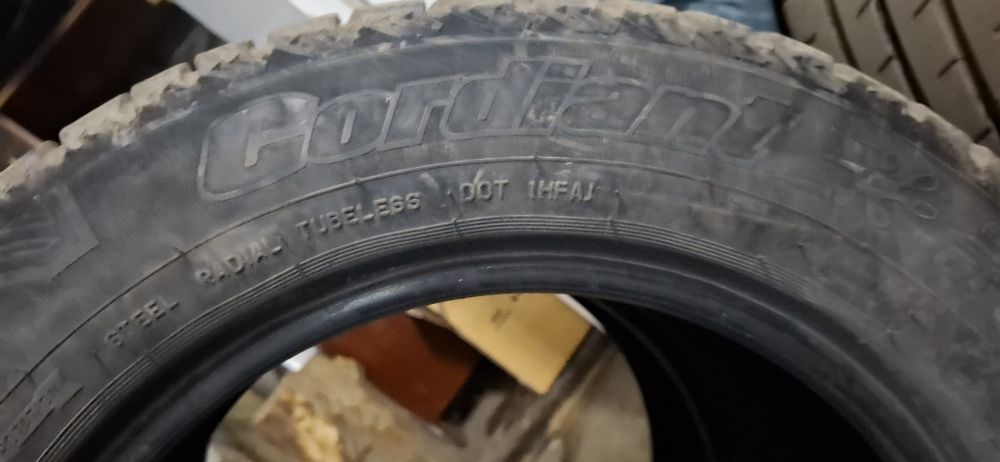 Cordiant
STEEL RADIAL TUBELESS DOT 1HFAJ